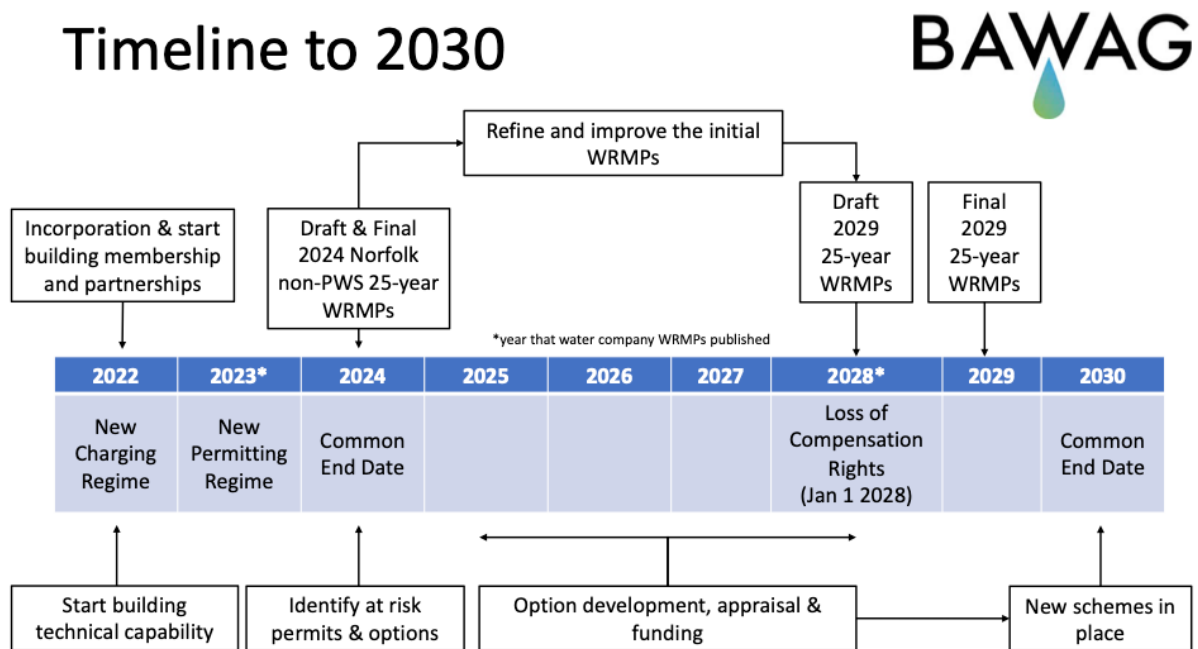 Timeline to 2030
BAWAG
Refine and improve the initial
WRMPs
Incorporation & start
building membership
and partnerships
Draft & Final
2024 Norfolk
non-PWS 25-year
WRMPs
Draft
2029
25-year
WRMPs
Final
2029
25-year
WRMPs
*year that water company WRMPs published
2022
2023*
2024
2025
2026
2027
2028*
2029
2030
New
Charging
Regime
New
Permitting
Regime
Common
End Date
Loss of
Compensation
Rights
(Jan 1 2028)
Common
End Date
Start building
technical capability
Identify at risk
permits & options
Option development, appraisal &
funding
New schemes in
place